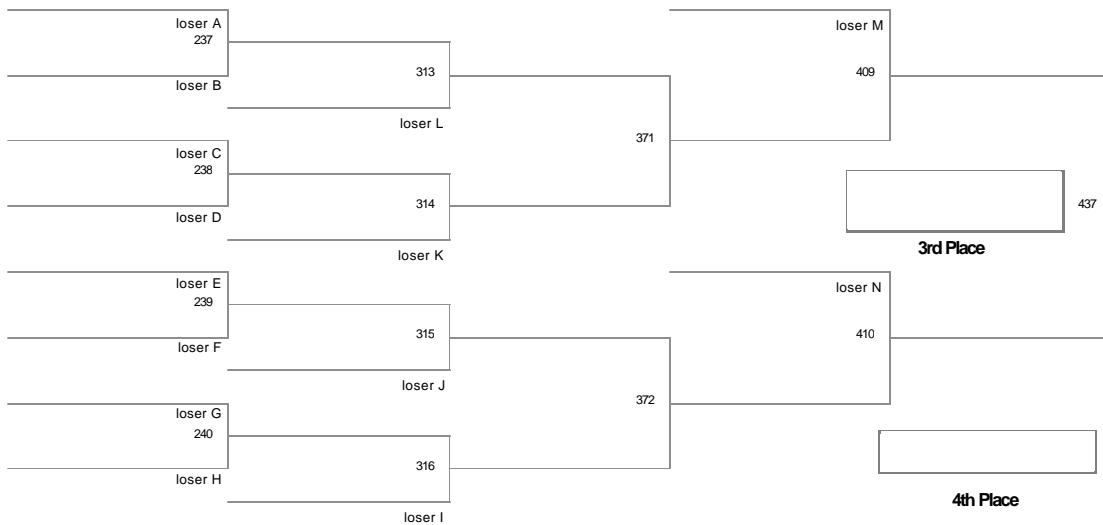 loser A
237
loser B
313
loser L
loser C
238
loser D
314
loser K
371
loser M
409
437
3rd Place
loser E
239
loser F
315
loser J
loser G
240
loser H
316
loser I
372
loser N
410
4th Place